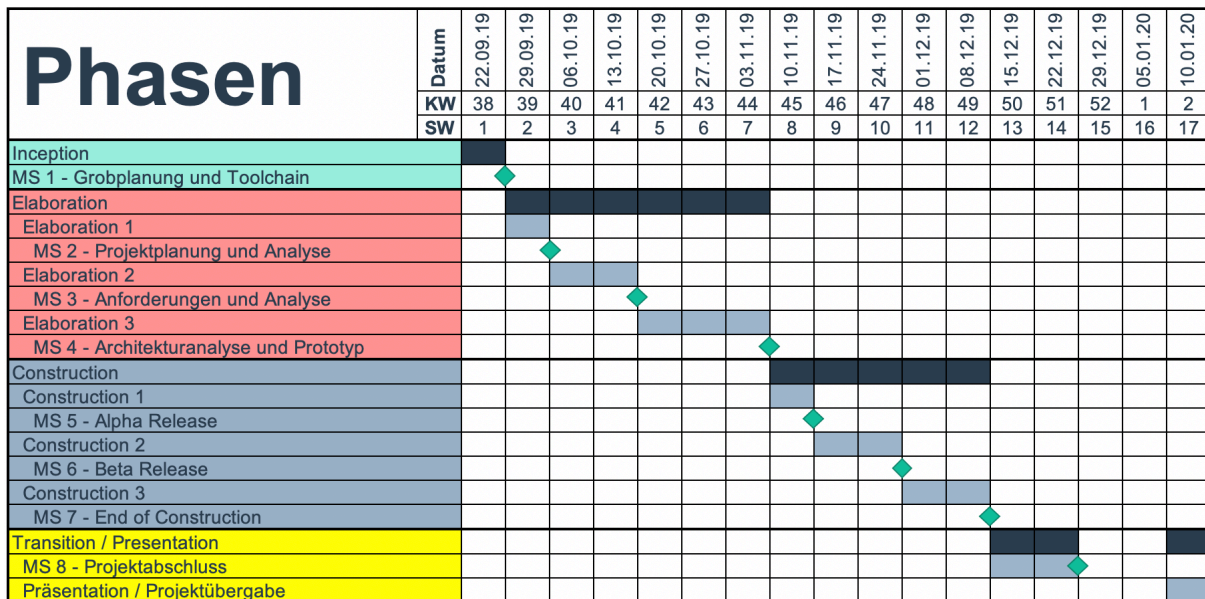 Phasen
Datum 22.09.19 29.09.19 06.10.19 13.10.19 20.10.19 27.10.19 03.11.19 10.11.19 17.11.19 24.11.19 01.12.19 08.12.19 15.12.19 22.12.19 29.12.19 05.01.20 10.01.20
KW 38 39 40 41 42 43 44 45 46 47 48 49 50 51 52 1 2
SW 1 2 3 4 5 6 7 8 9 10 11 12 13 14 15 16 17
Inception
MS 1 - Grobplanung und Toolchain
Elaboration
Elaboration 1
MS 2 - Projektplanung und Analyse
Elaboration 2
MS 3 - Anforderungen und Analyse
Elaboration 3
MS 4 - Architekturanalyse und Prototyp
Construction
Construction 1
MS 5 - Alpha Release
Construction 2
MS 6 - Beta Release
Construction 3
MS 7 - End of Construction
Transition / Presentation
MS 8 - Projektabschluss
Präsentation / Projektübergabe